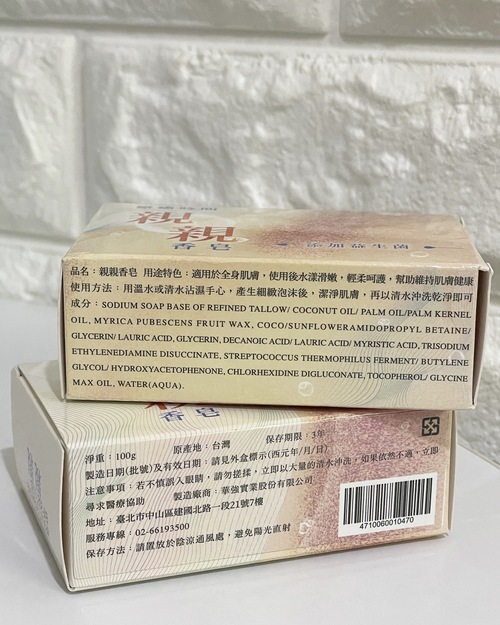 香皂
品名：親親香皂 用途特色：適用於全身肌膚，使用後水漾滑嫩，輕柔呵護，幫助維持肌膚健康
使用方法：用溫水或清水沾濕手心，產生細緻泡沫後，潔淨肌膚，再以清水沖洗乾淨即可
成分：SODIUM SOAP BASE OF REFINED TALLOW/ COCONUT OIL/ PALM OIL/PALM KERNEL
OIL, MYRICA PUBESCENS FRUIT WAX, COCO/SUNFLOWERAMIDOPROPYL BETAINE/
GLYCERIN/ LAURIC ACID, GLYCERIN, DECANOIC ACID/ LAURIC ACID/ MYRISTIC ACID, TRISODIUM
ETHYLENEDIAMINE DISUCCINATE, STREPTOCOCCUS THERMOPHILUS FERMENT/ BUTYLENE
GLYCOL/ HYDROXYACETOPHENONE, CHLORHEXIDINE DIGLUCONATE, TOCOPHEROL/ GLYCINE
MAX OIL, WATER(AQUA).
香皂
淨重：100g 原產地：台灣 保存期限：3年
製造日期(批號)及有效日期：請見外盒標示(西元年/月/日)
注意事項：若不慎誤入眼睛，請勿搓揉，立即以大量的清水沖洗，如果依然不適，立即
尋求醫療協助 製造廠商：華強實業股份有限公司
地址：臺北市中山區建國北路一段21號7樓
服務專線：02-66193500
保存方法：請置放於陰涼通風處，避免陽光直射
4710060010470